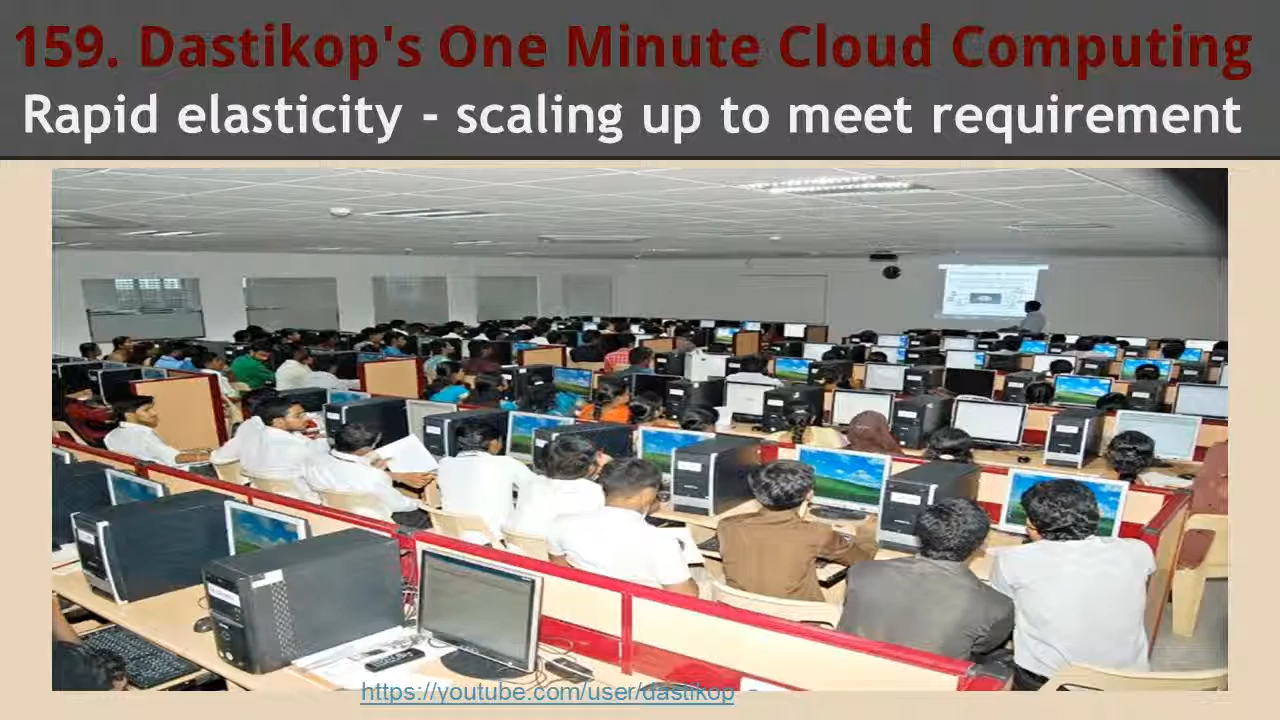 159. Dastikop's One Minute Cloud Computing
Rapid elasticity - scaling up to meet requirement
https://youtube.com/user/dastikop